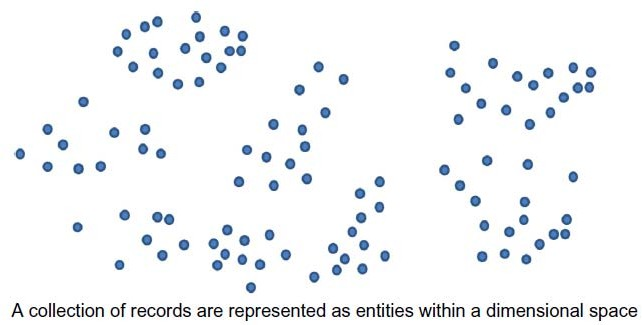 A collection of records are represented as entities within a dimensional space